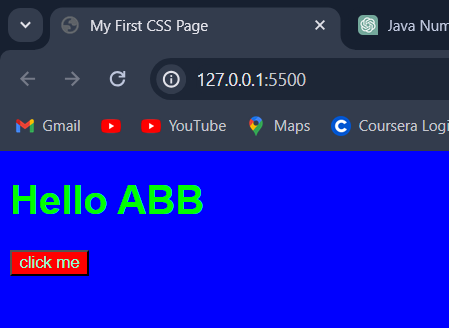 My First CSS Page
Java Num
127.0.0.1:5500
Gmail
YouTube
Maps
Coursera Logi
Hello ABB
click me